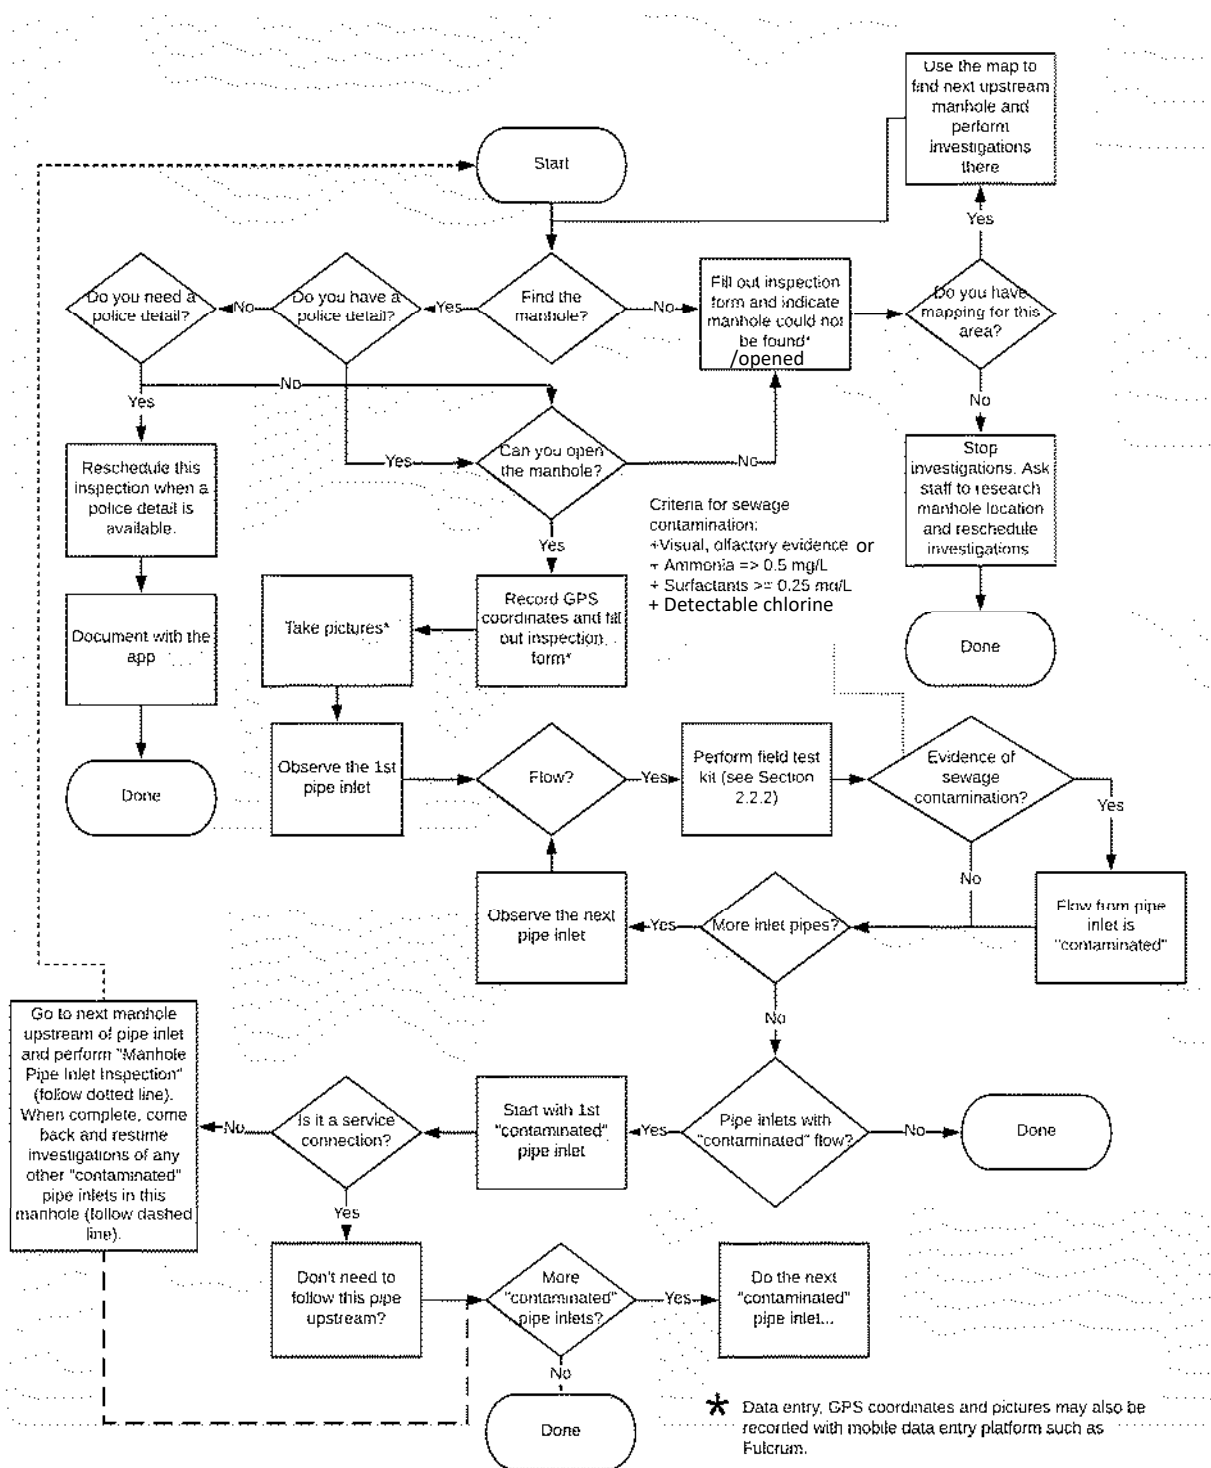 Use the map to
find next upstream
manhole and
perform
investigations
there
Start
Yes
Do you need a
police detail?
No
Do you have a
police detail?
Yes
Find the
manhole?
No
Fill out inspection
form and indicate
manhole could not
be found*
/opened
Do you have
mapping for this
area?
No
Yes
No
Reschedule this
inspection when a
police detail is
available.
Yes
Can you open
the manhole?
No
Stop
investigations. Ask
staff to research
manhole location
and reschedule
investigations
Criteria for sewage
contamination:
+Visual, olfactory evidence or
+ Ammonia => 0.5 mg/L
+ Surfactants >= 0.25 mg/L
+ Detectable chlorine
Yes
Document with the
app
Take pictures*
Record GPS
coordinates and fill
out inspection
form*
Done
Done
Observe the 1st
pipe inlet
Flow?
Yes
Perform field test
kit (see Section
2.2.2)
Evidence of
sewage
contamination?
Yes
No
Observe the next
pipe inlet
Yes
More inlet pipes?
Flow from pipe
inlet is
"contaminated"
No
Go to next manhole
upstream of pipe inlet
and perform "Manhole
Pipe Inlet Inspection"
(follow dotted line).
When complete, come
back and resume
investigations of any
other "contaminated"
pipe inlets in this
manhole (follow dashed
line).
No
Is it a service
connection?
Start with 1st
"contaminated"
pipe inlet
Yes
Pipe inlets with
"contaminated" flow?
No
Done
Yes
Don't need to
follow this pipe
upstream?
More
"contaminated"
pipe inlets?
Yes
Do the next
"contaminated"
pipe inlet...
No
Done
* Data entry, GPS coordinates and pictures may also be
recorded with mobile data entry platform such as
Fulcrum.